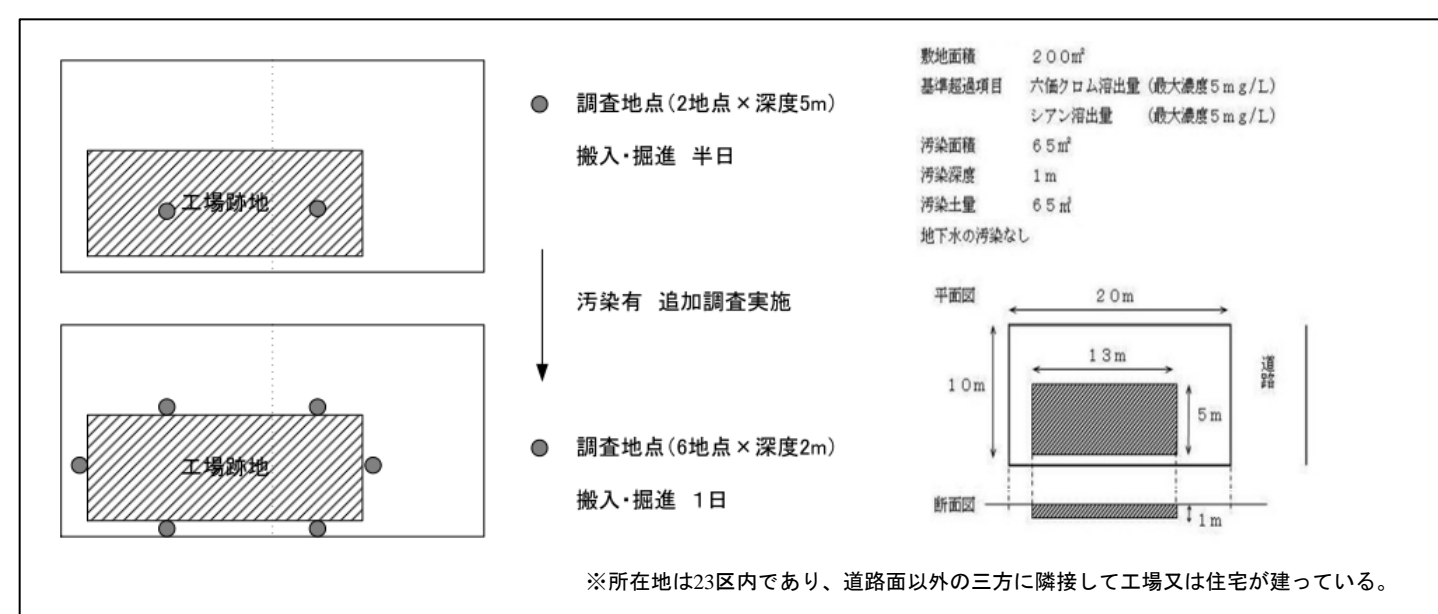 工場跡地
調査地点(2地点×深度5m)
搬入・掘進 半日
汚染有 追加調査実施
工場跡地
調査地点(6地点×深度2m)
搬入・掘進 1日
敷地面積 200㎡
基準超過項目 六価クロム溶出量 (最大濃度5mg/L)
シアン溶出量 (最大濃度5mg/L)
汚染面積 65㎡
汚染深度 1m
汚染土量 65㎥
地下水の汚染なし
平面図
20m
13m
10m
5m
道路
断面図
1m
※所在地は23区内であり、道路面以外の三方に隣接して工場又は住宅が建っている。